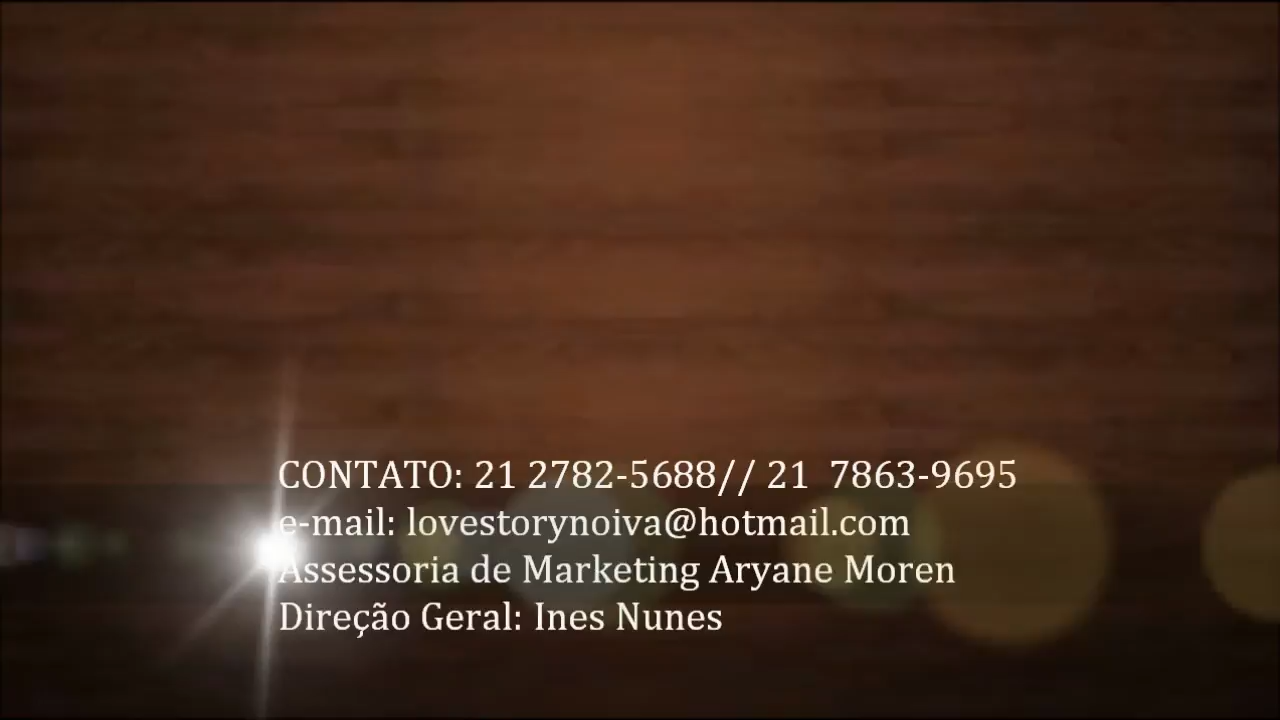 CONTATO: 21 2782-5688// 21  7863-9695
e-mail: lovestorynoiva@hotmail.com
Assessoria de Marketing Aryane Moren
Direção Geral: Ines Nunes